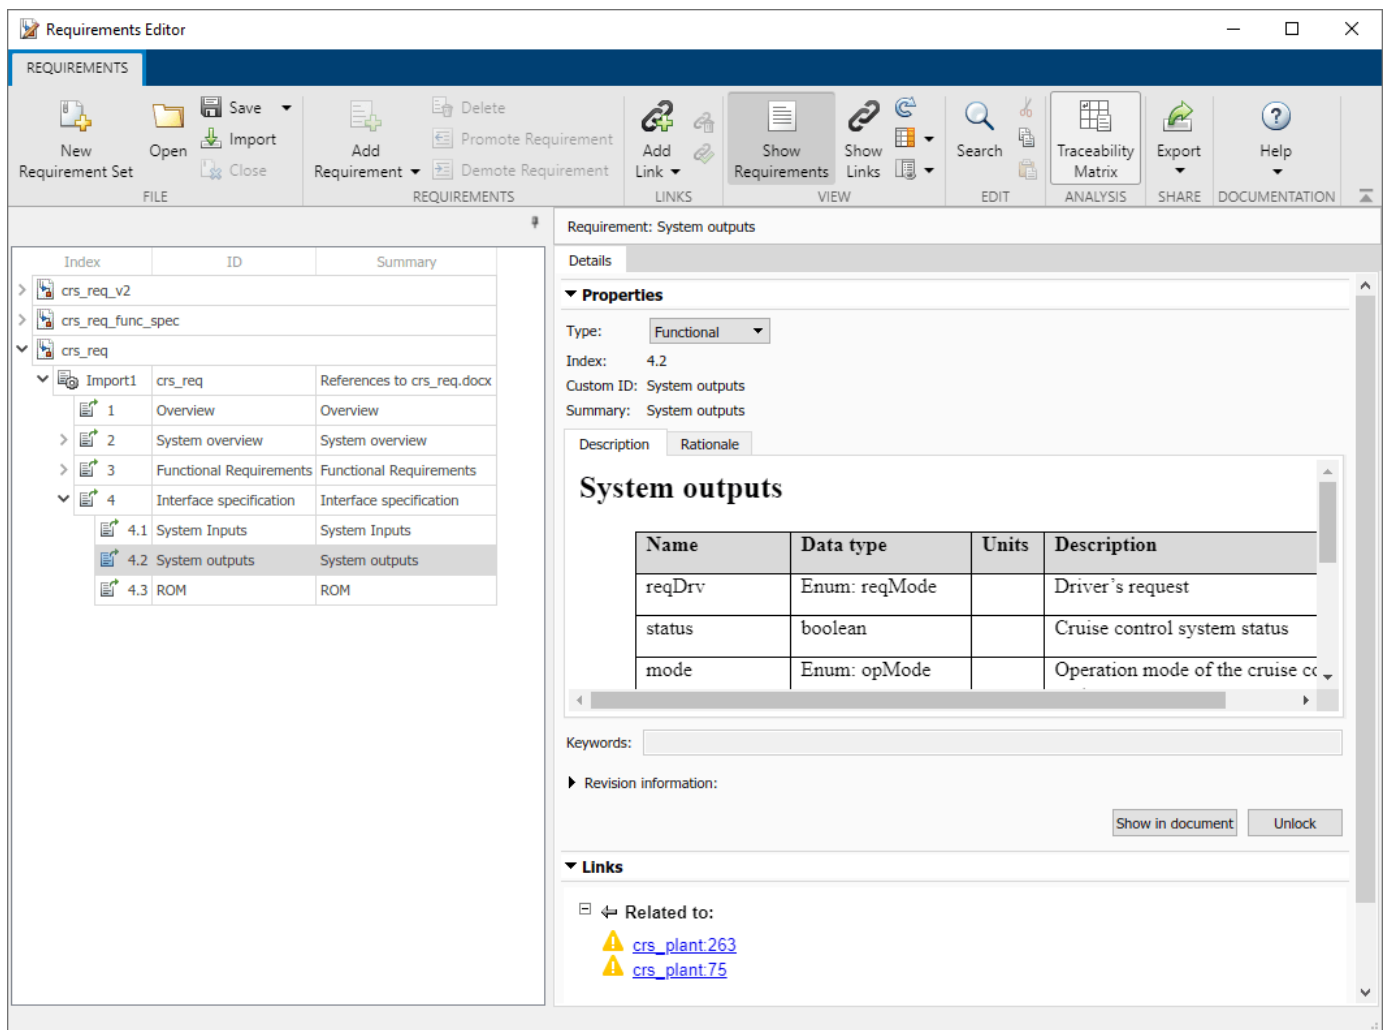 Requirements Editor
REQUIREMENTS
New Requirement Set
Open
Save
Import
Close
FILE
Add Requirement
Delete
Promote Requirement
Demote Requirement
REQUIREMENTS
Add Link
LINKS
Show Requirements
Show Links
VIEW
Search
EDIT
Traceability Matrix
ANALYSIS
Export
SHARE
Help
DOCUMENTATION
Index ID Summary
crs_req_v2
crs_req_func_spec
crs_req
Import1 crs_req References to crs_req.docx
1 Overview Overview
2 System overview System overview
3 Functional Requirements Functional Requirements
4 Interface specification Interface specification
4.1 System Inputs System Inputs
4.2 System outputs System outputs
4.3 ROM ROM
Requirement: System outputs
Details
Properties
Type: Functional
Index: 4.2
Custom ID: System outputs
Summary: System outputs
Description Rationale
System outputs
Name Data type Units Description
reqDrv Enum: reqMode Driver’s request
status boolean Cruise control system status
mode Enum: opMode Operation mode of the cruise
Keywords:
Revision information:
Show in document Unlock
Links
Related to:
crs_plant:263
crs_plant:75